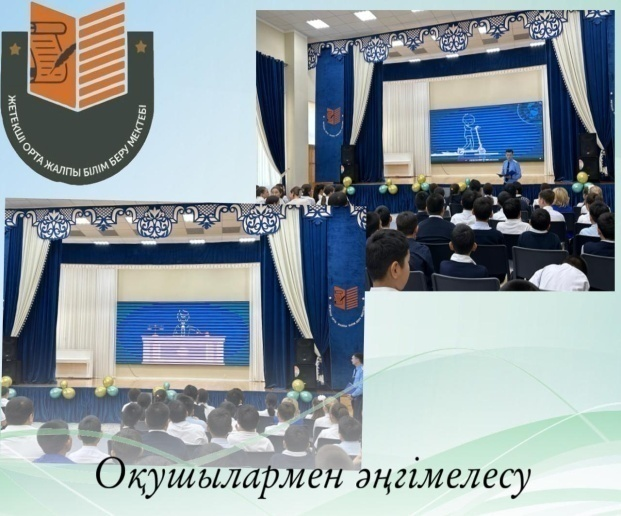 ЖЕТЕКШІ ОРТА ЖАЛПЫ БІЛІМ БЕРУ МЕКТЕБІ
Оқушылармен әңгімелесу